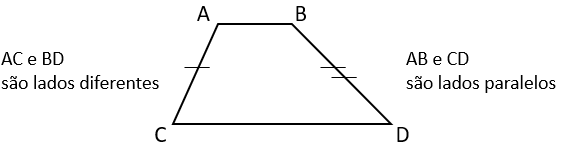 A
B
AC e BD
são lados diferentes
AB e CD
são lados paralelos
C
D